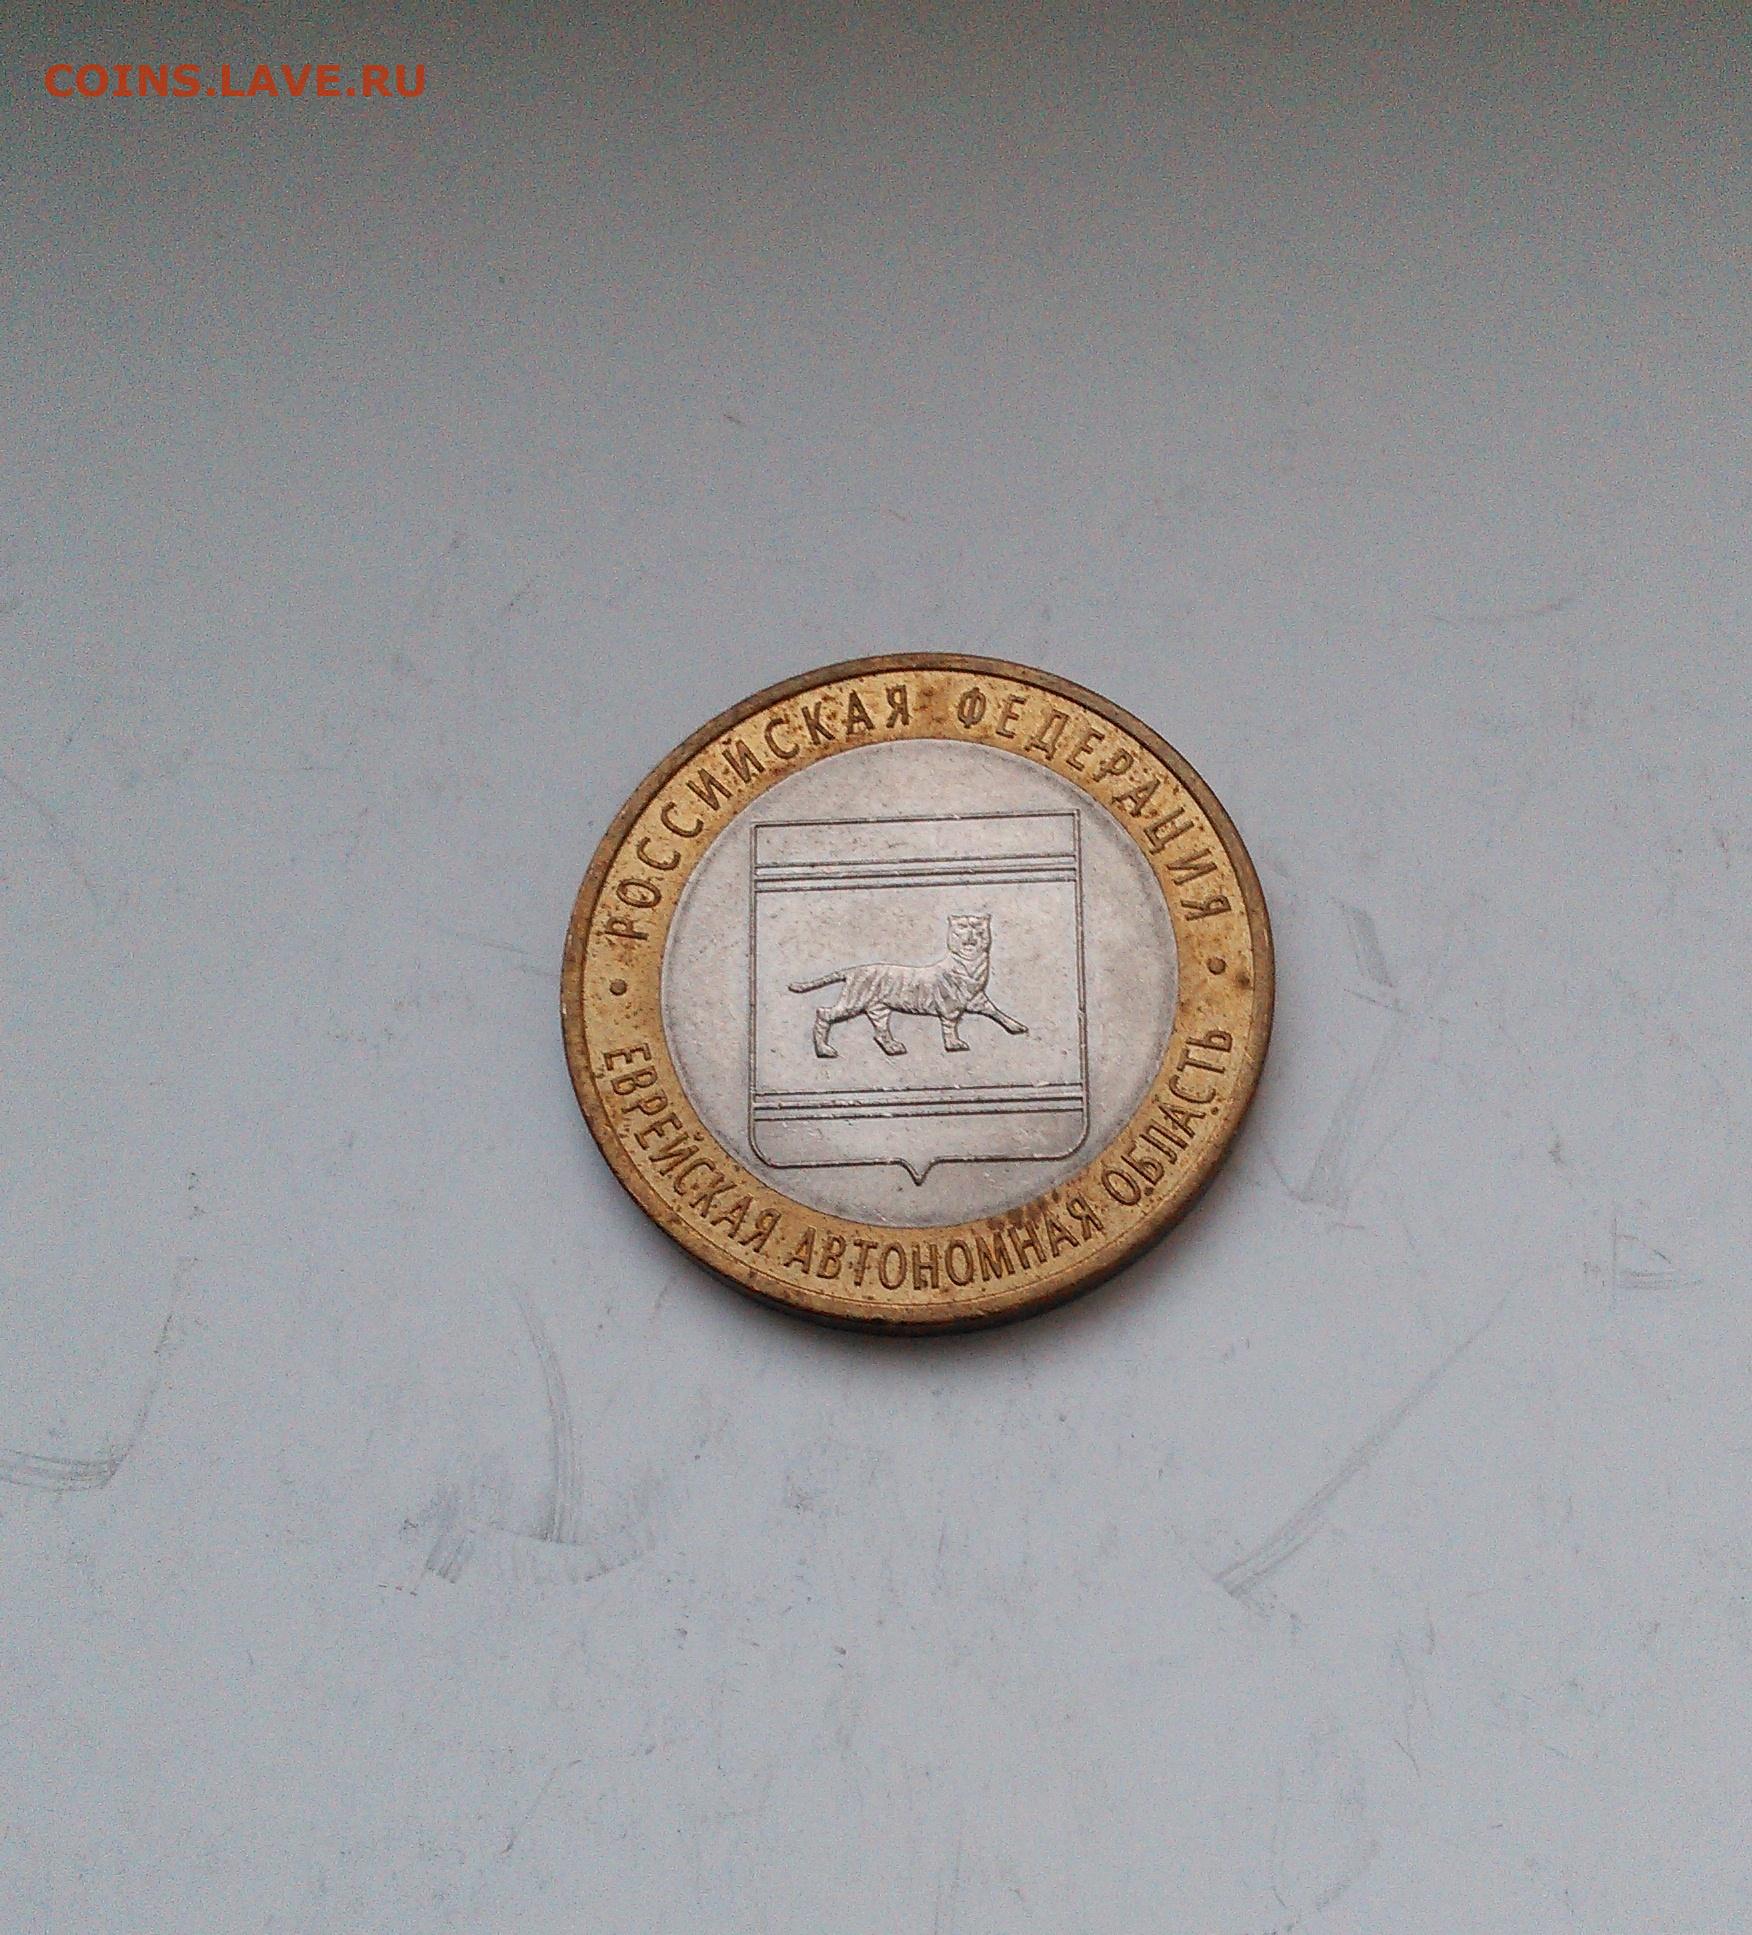 COINS.LAVE.RU
РОССИЙСКАЯ ФЕДЕРАЦИЯ
ЕВРЕЙСКАЯ АВТОНОМНАЯ ОБЛАСТЬ